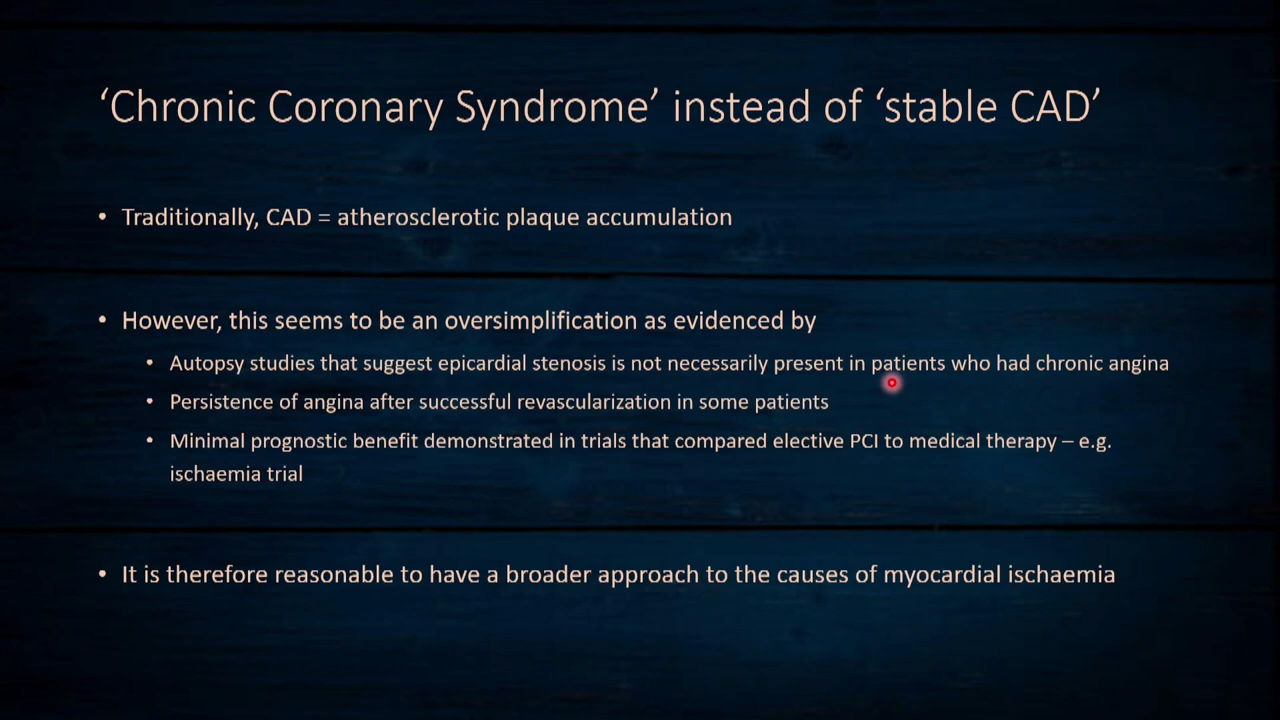 ‘Chronic Coronary Syndrome’ instead of ‘stable CAD’
• Traditionally, CAD = atherosclerotic plaque accumulation
• However, this seems to be an oversimplification as evidenced by
• Autopsy studies that suggest epicardial stenosis is not necessarily present in patients who had chronic angina
• Persistence of angina after successful revascularization in some patients
• Minimal prognostic benefit demonstrated in trials that compared elective PCI to medical therapy – e.g.
ischaemia trial
• It is therefore reasonable to have a broader approach to the causes of myocardial ischaemia